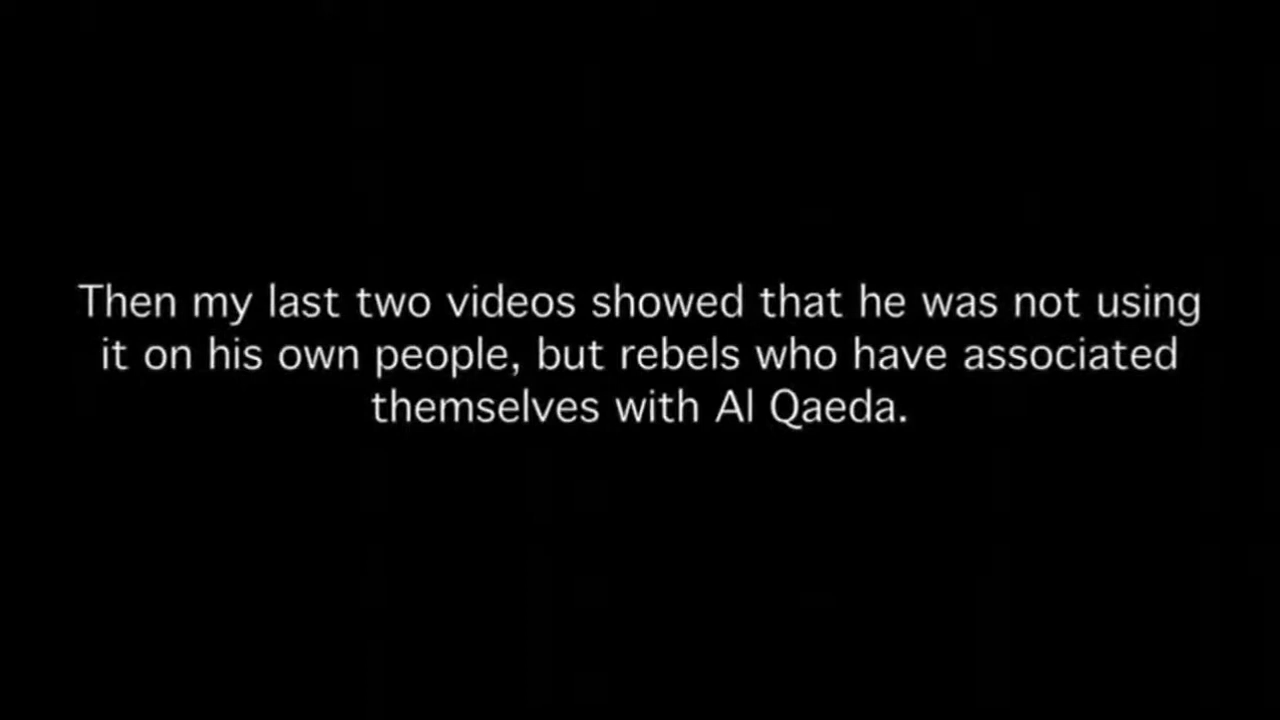 Then my last two videos showed that he was not using
it on his own people, but rebels who have associated
themselves with Al Qaeda.